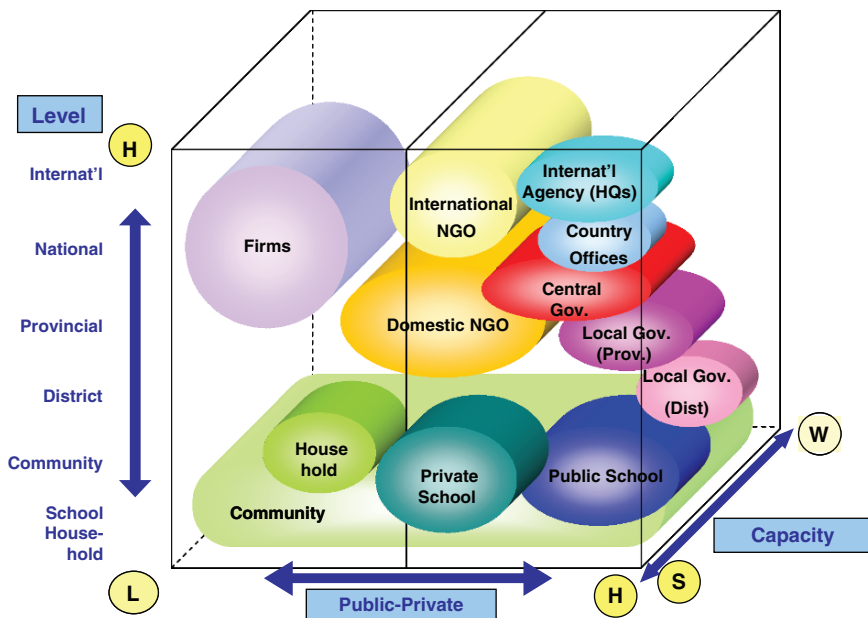 Level
H
Internat'l
National
Provincial
District
Community
School
House-
hold
L
Firms
International
NGO
Internat'l
Agency (HQs)
Country
Offices
Central
Gov.
Domestic NGO
Local Gov.
(Prov.)
Local Gov.
(Dist)
House
hold
Private
School
Public School
Community
W
Capacity
S
H
Public-Private